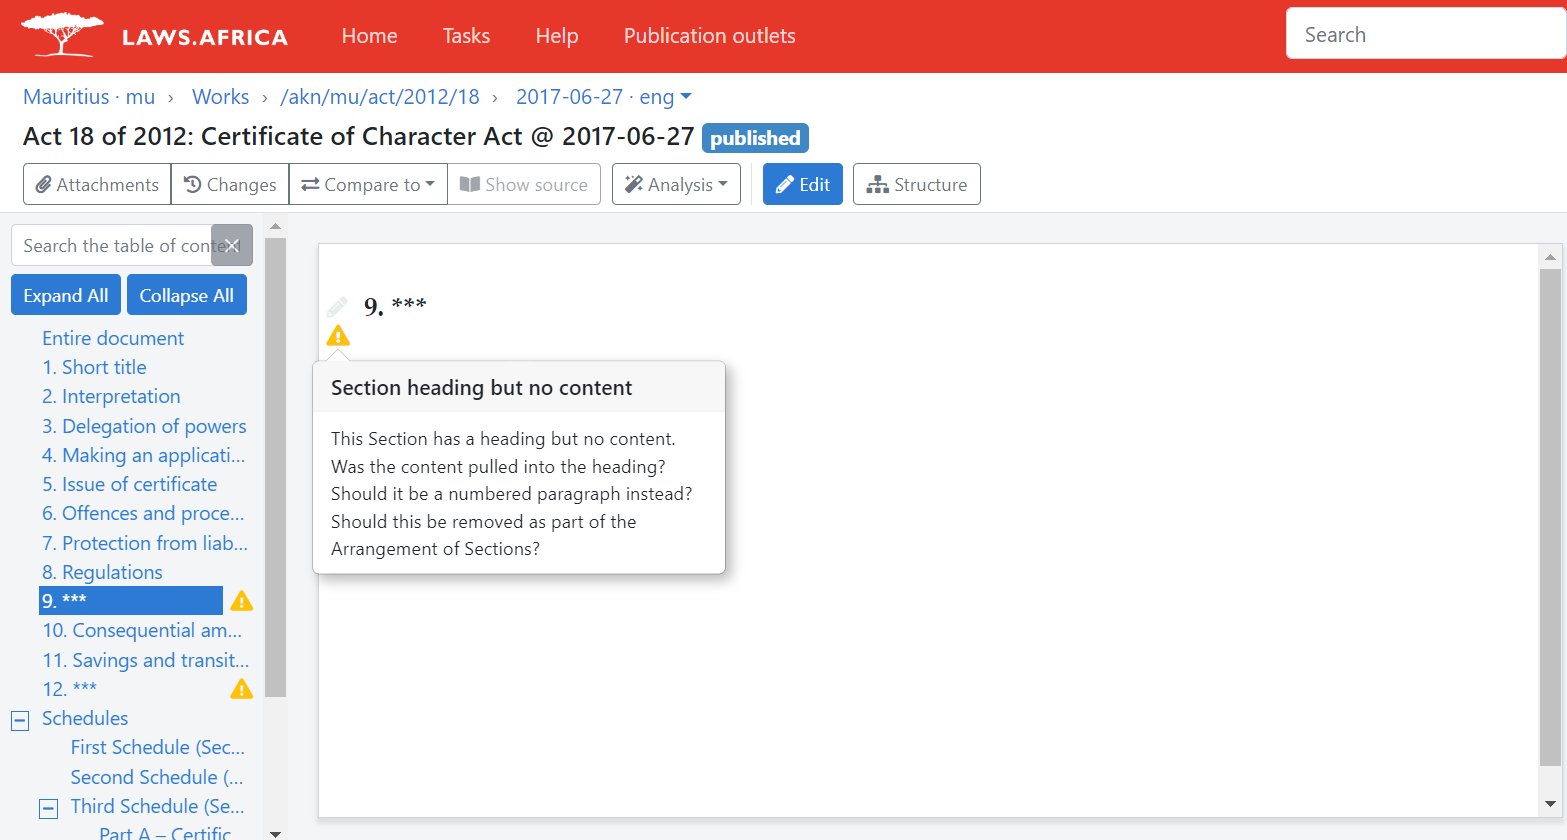 LAWS.AFRICA Home Tasks Help Publication outlets Search
Mauritius · mu › Works › /akn/mu/act/2012/18 › 2017-06-27 · eng
Act 18 of 2012: Certificate of Character Act @ 2017-06-27 published
Attachments Changes Compare to Show source Analysis Edit Structure
Search the table of content
Expand All Collapse All
Entire document
1. Short title
2. Interpretation
3. Delegation of powers
4. Making an applicati...
5. Issue of certificate
6. Offences and proce...
7. Protection from liab...
8. Regulations
9. ***
10. Consequential am...
11. Savings and transit...
12. ***
Schedules
First Schedule (Sec...
Second Schedule (...
Third Schedule (Se...
Part A – Certific
9. ***
Section heading but no content
This Section has a heading but no content.
Was the content pulled into the heading?
Should it be a numbered paragraph instead?
Should this be removed as part of the
Arrangement of Sections?